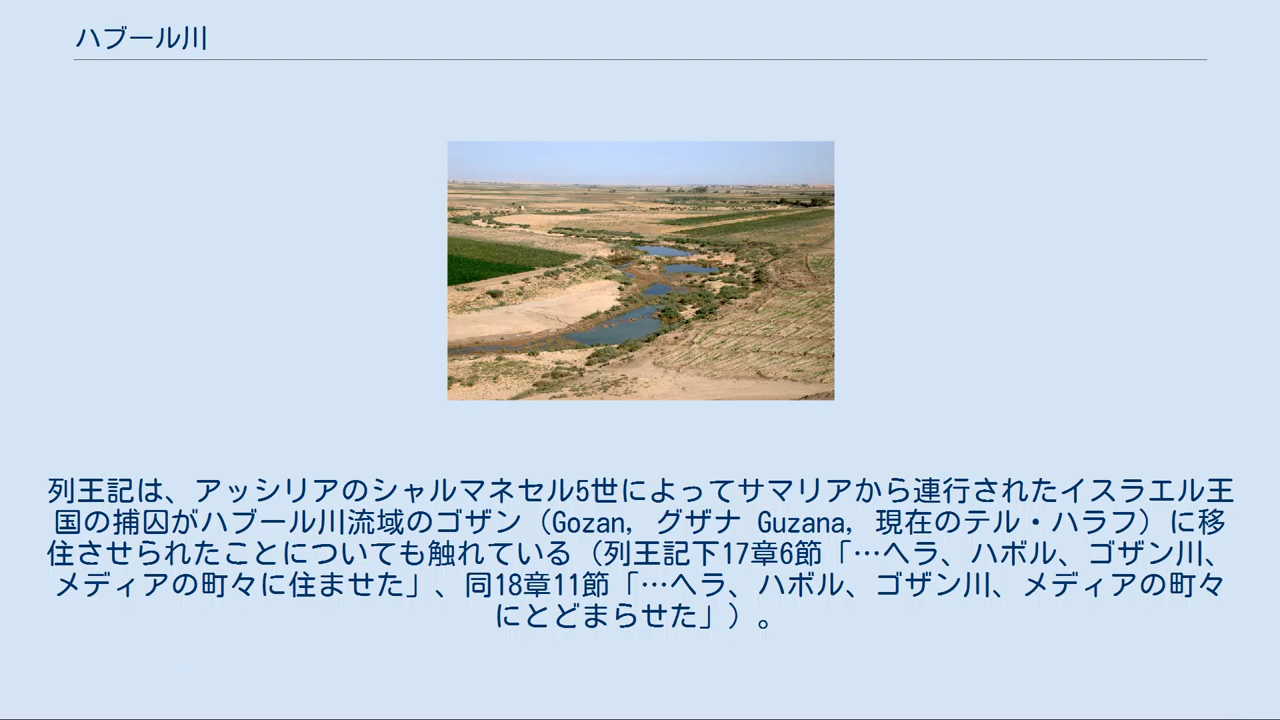 ハブール川
列王記は、アッシリアのシャルマネセル5世によってサマリアから連行されたイスラエル王
国の捕囚がハブール川流域のゴザン（Gozan, グザナ Guzana, 現在のテル・ハラフ）に移
住させられたことについても触れている（列王記下17章6節「…ヘラ、ハボル、ゴザン川、
メディアの町々に住ませた」、同18章11節「…ヘラ、ハボル、ゴザン川、メディアの町々
にとどまらせた」）。